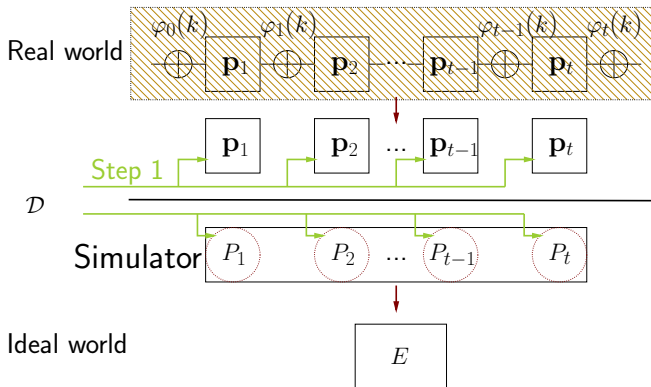 φ₀(k) φ₁(k) φₜ₋₁(k) φₜ(k)
Real world p₁ p₂ ... pₜ₋₁ pₜ
p₁ p₂ ... pₜ₋₁ pₜ
Step 1
𝒟
Simulator P₁ P₂ ... Pₜ₋₁ Pₜ
Ideal world E